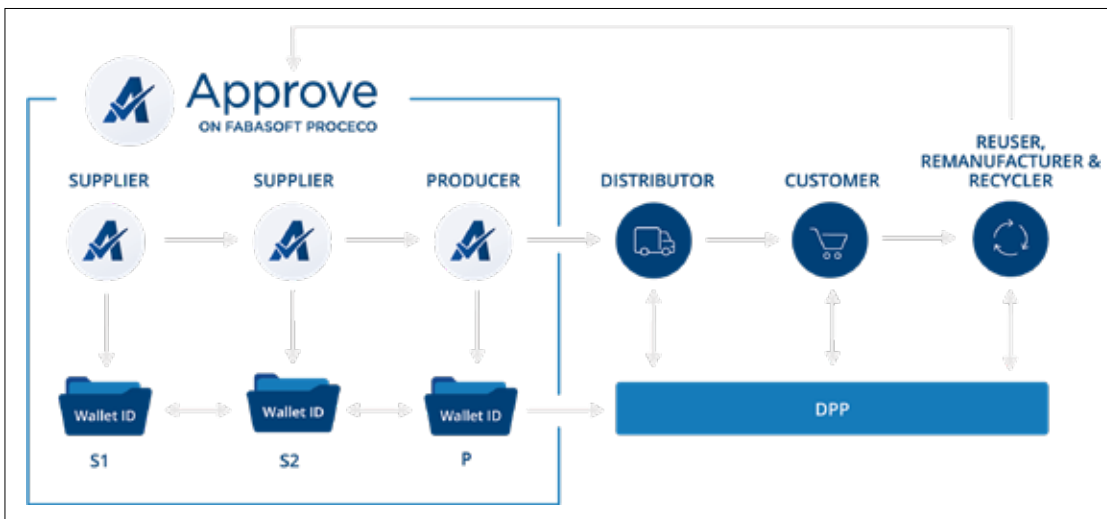 Approve
ON FABASOFT PROCECO
SUPPLIER
SUPPLIER
PRODUCER
DISTRIBUTOR
CUSTOMER
REUSER,
REMANUFACTURER &
RECYCLER
Wallet ID
Wallet ID
Wallet ID
DPP
S1
S2
P